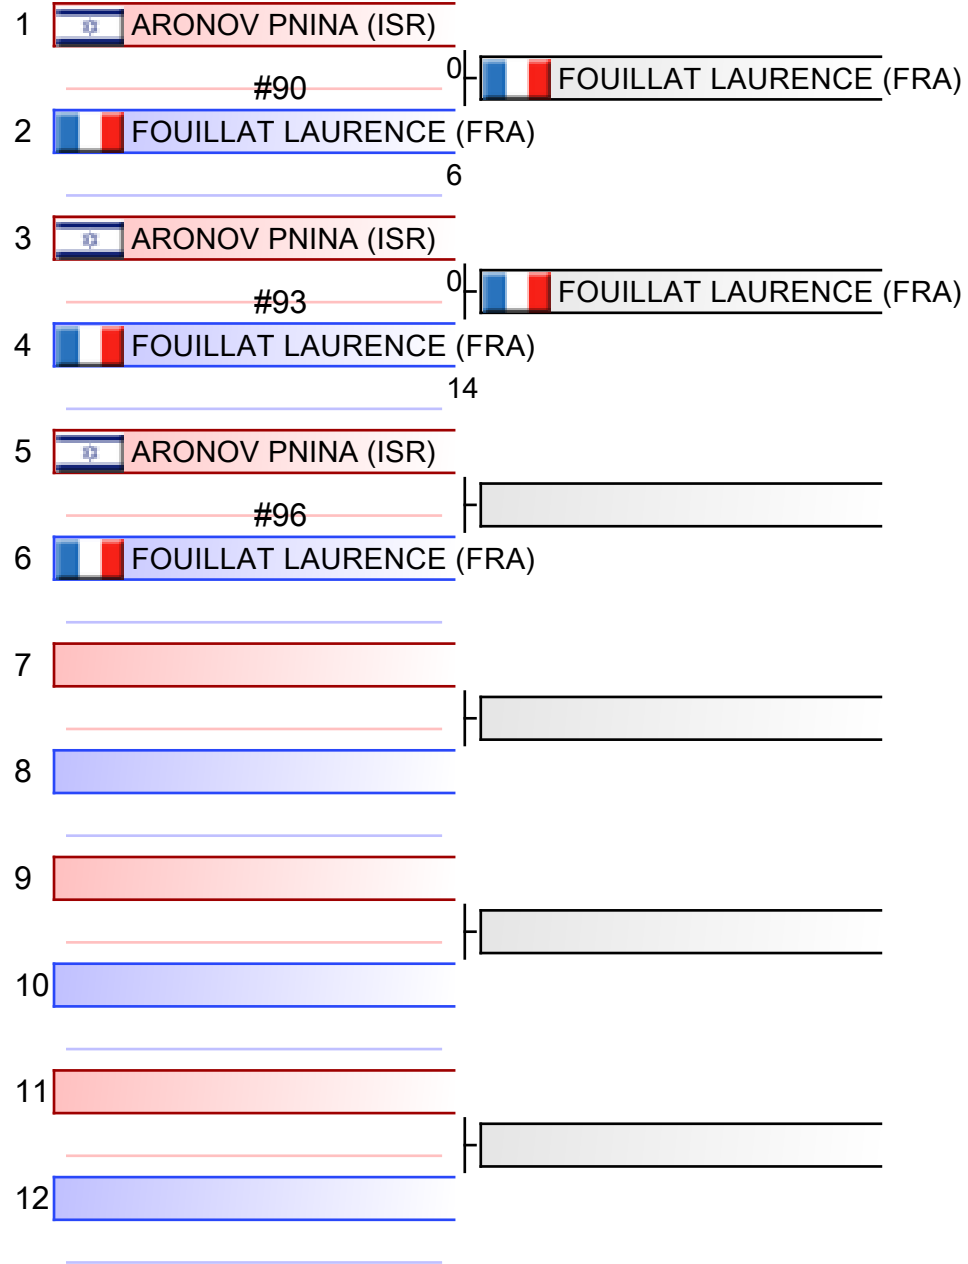 1 ARONOV PNINA (ISR)
0 FOUILLAT LAURENCE (FRA)
#90
2 FOUILLAT LAURENCE (FRA)
6
3 ARONOV PNINA (ISR)
0 FOUILLAT LAURENCE (FRA)
#93
4 FOUILLAT LAURENCE (FRA)
14
5 ARONOV PNINA (ISR)
#96
6 FOUILLAT LAURENCE (FRA)
7
8
9
10
11
12